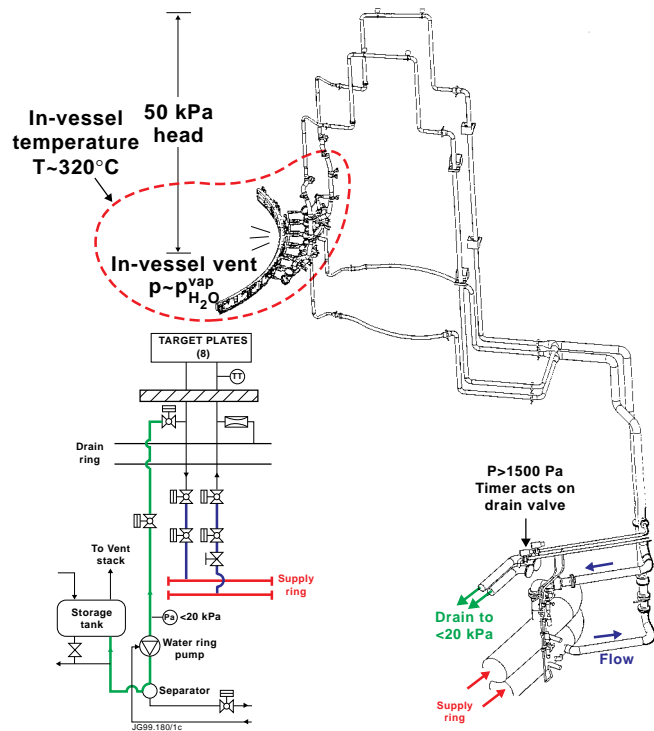 50 kPa
head
In-vessel
temperature
T~320°C
In-vessel vent
p~p vap H2O
TARGET PLATES
(8)
TT
Drain
ring
P>1500 Pa
Timer acts on
drain valve
To Vent
stack
Supply
ring
Storage
tank
Pa <20 kPa
Water ring
pump
Separator
Drain to
<20 kPa
Flow
Supply
ring
JG99.180/1c